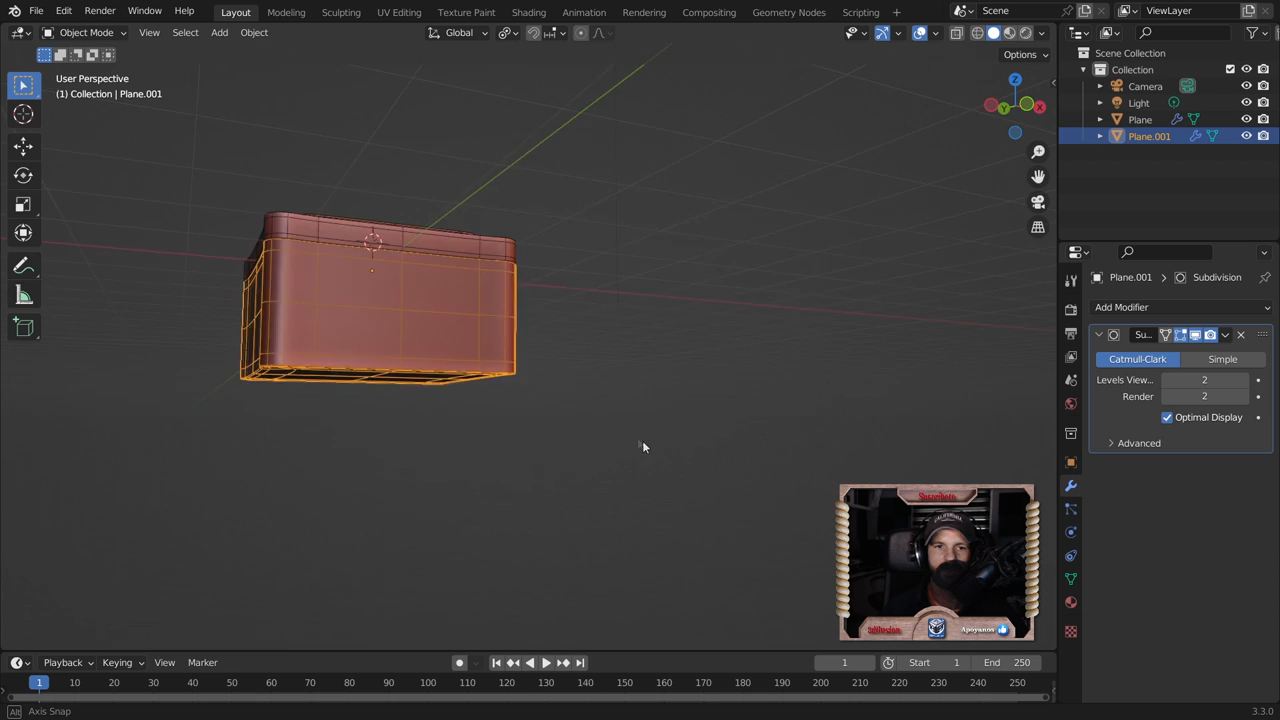 File Edit Render Window Help
Layout Modeling Sculpting UV Editing Texture Paint Shading Animation Rendering Compositing Geometry Nodes Scripting
Scene
ViewLayer
Object Mode View Select Add Object
Global
Options
User Perspective
(1) Collection | Plane.001
Z
Y
X
Scene Collection
Collection
Camera
Light
Plane
Plane.001
Plane.001 > Subdivision
Add Modifier
Su...
Catmull-Clark Simple
Levels View... 2
Render 2
Optimal Display
Advanced
CALIFORNIA
Apoyanos
Playback Keying View Marker
1
Start 1 End 250
1 10 20 30 40 50 60 70 80 90 100 110 120 130 140 150 160 170 180 190 200 210 220 230 240 250
Alt Axis Snap
3.3.0